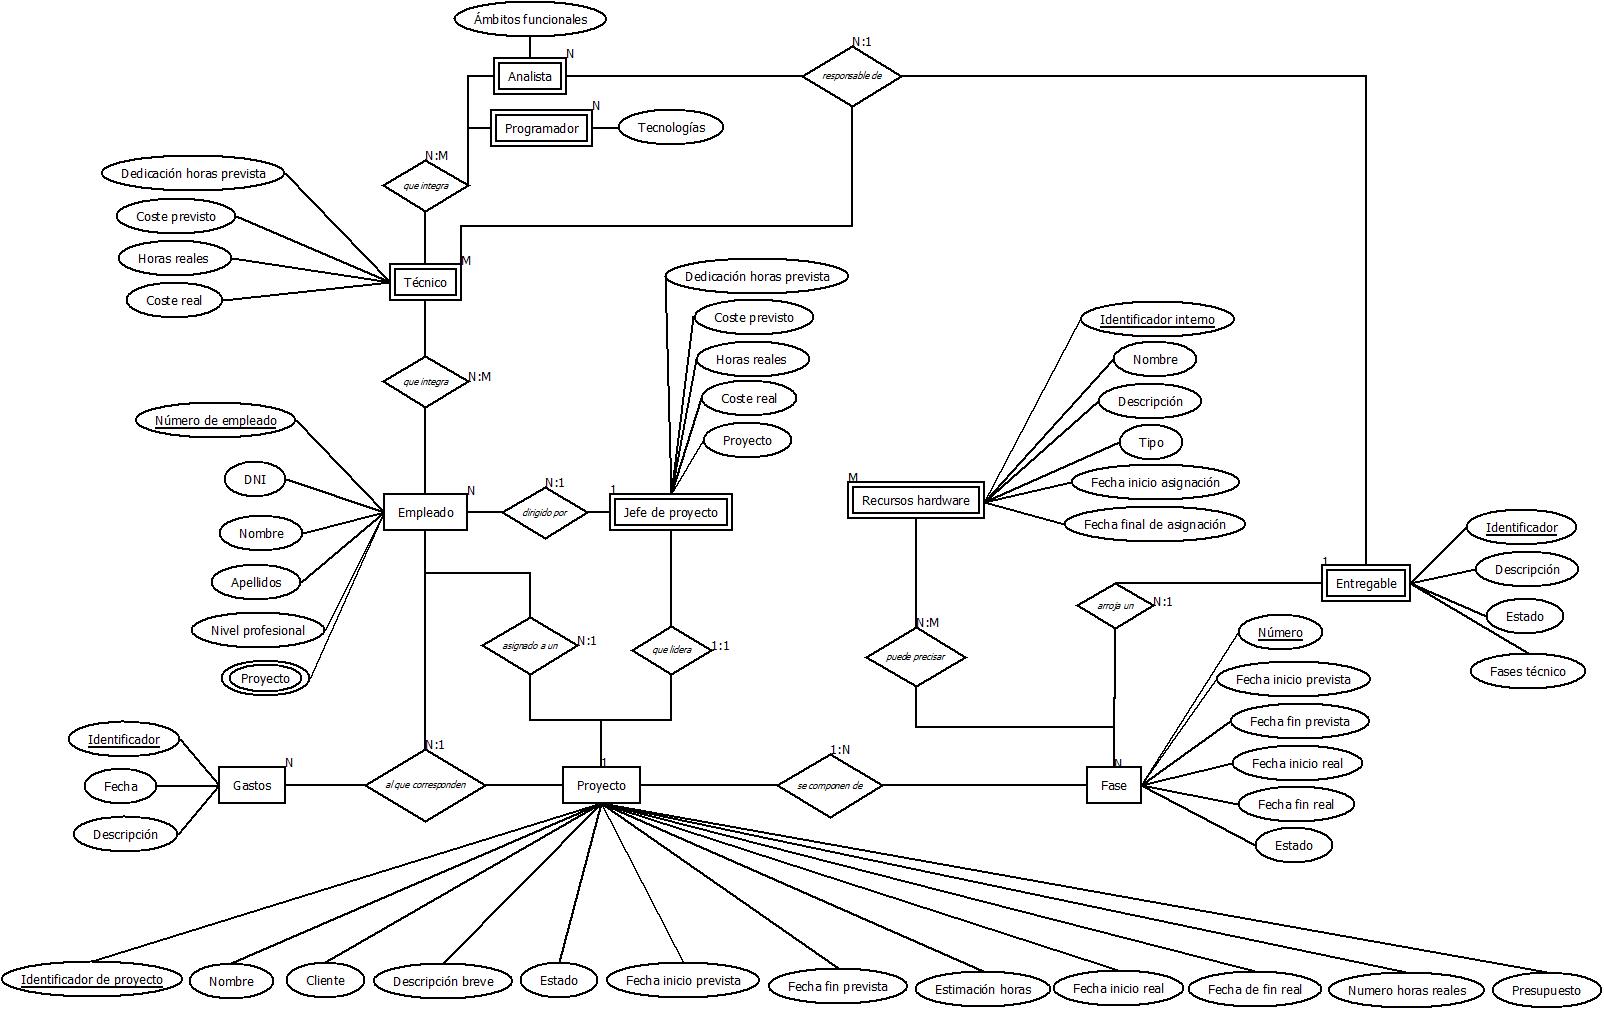 Ámbitos funcionales
N:1
N
Analista
responsable de
N
Programador
Tecnologías
N:M
que integra
Dedicación horas prevista
Coste previsto
Horas reales
Coste real
M
Técnico
que integra
N:M
Dedicación horas prevista
Coste previsto
Horas reales
Coste real
Proyecto
Identificador interno
Nombre
Descripción
Tipo
Fecha inicio asignación
Fecha final de asignación
M
Recursos hardware
Número de empleado
DNI
Nombre
Apellidos
Nivel profesional
Proyecto
N
Empleado
N:1
dirigido por
1
Jefe de proyecto
1
Entregable
Identificador
Descripción
Estado
Fases técnico
arroja un
N:1
N:M
puede precisar
asignado a un
N:1
que lidera
1:1
Número
Fecha inicio prevista
Fecha fin prevista
Fecha inicio real
Fecha fin real
Estado
Identificador
Fecha
Descripción
N
Gastos
N:1
al que corresponden
1
Proyecto
1:N
se componen de
N
Fase
Identificador de proyecto
Nombre
Cliente
Descripción breve
Estado
Fecha inicio prevista
Fecha fin prevista
Estimación horas
Fecha inicio real
Fecha de fin real
Numero horas reales
Presupuesto